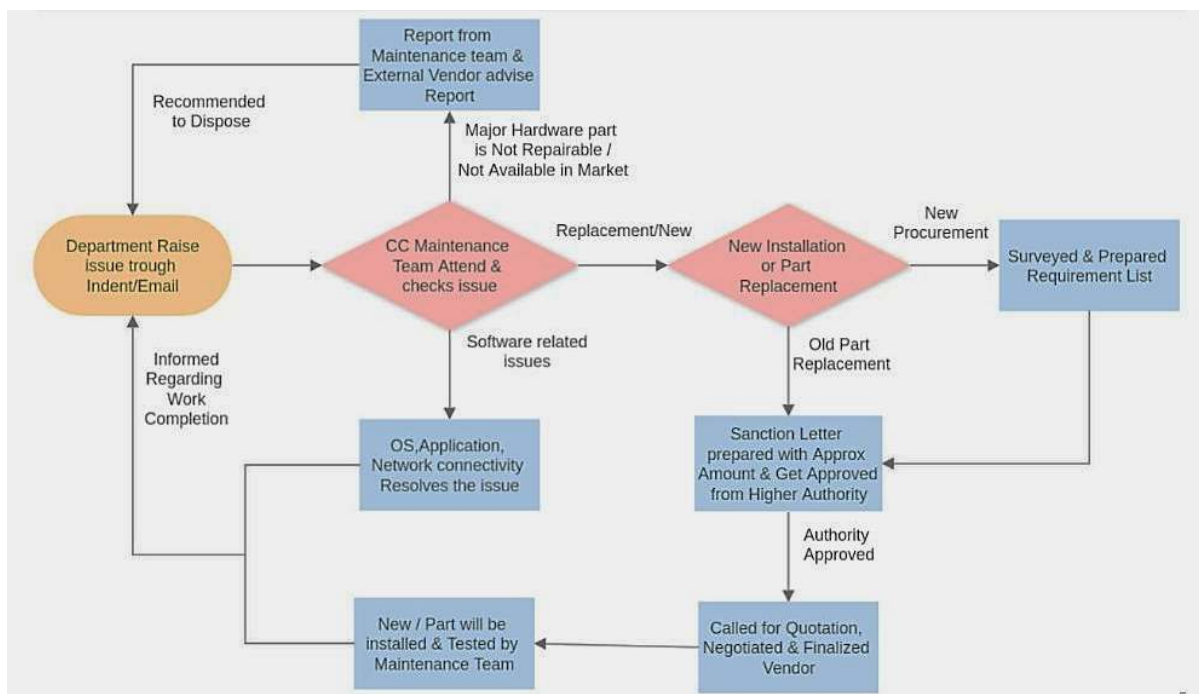 Report from
Maintenance team &
External Vendor advise
Report
Recommended
to Dispose
Major Hardware part
is Not Repairable /
Not Available in Market
Department Raise
issue trough
Indent/Email
CC Maintenance
Team Attend &
checks issue
Replacement/New
New Installation
or Part
Replacement
New
Procurement
Surveyed & Prepared
Requirement List
Software related
issues
Old Part
Replacement
Informed
Regarding
Work
Completion
OS,Application,
Network connectivity
Resolves the issue
Sanction Letter
prepared with Approx
Amount & Get Approved
from Higher Authority
Authority
Approved
New / Part will be
installed & Tested by
Maintenance Team
Called for Quotation,
Negotiated & Finalized
Vendor